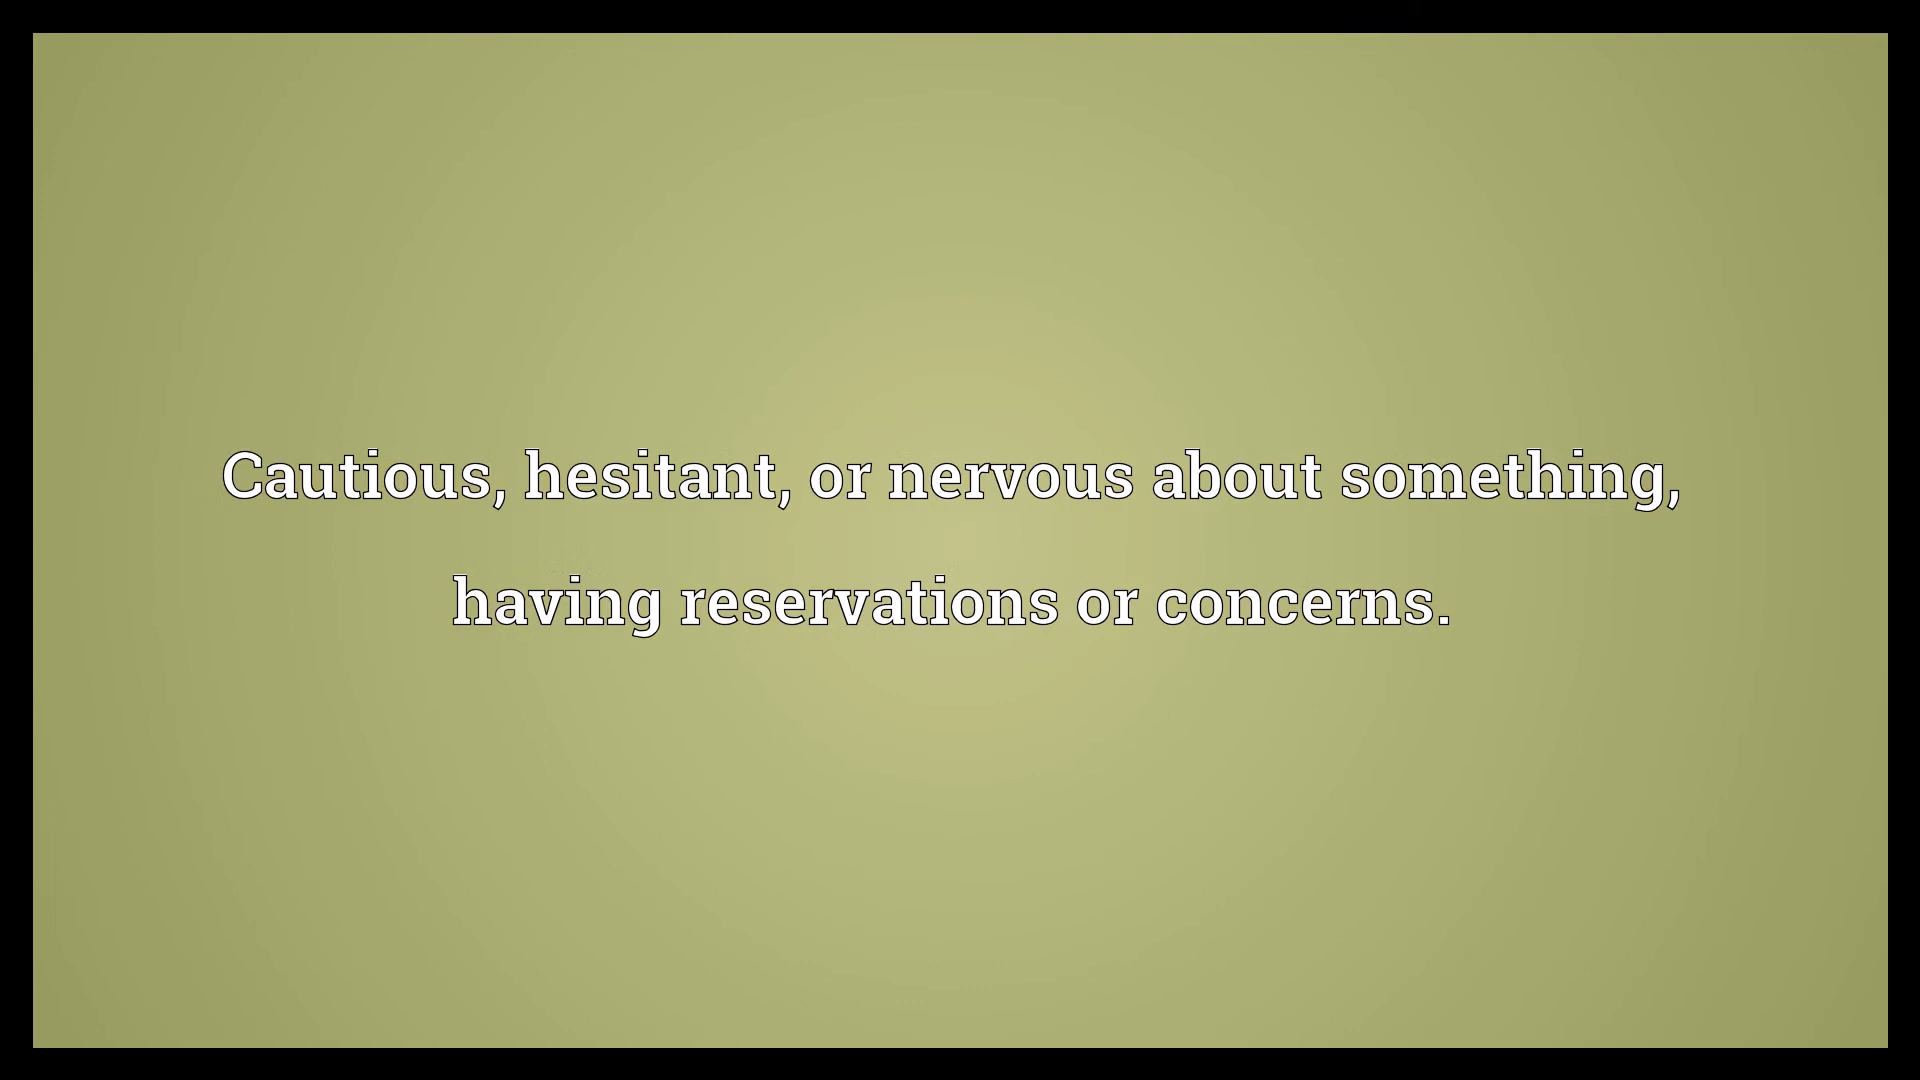 Cautious, hesitant, or nervous about something,
having reservations or concerns.